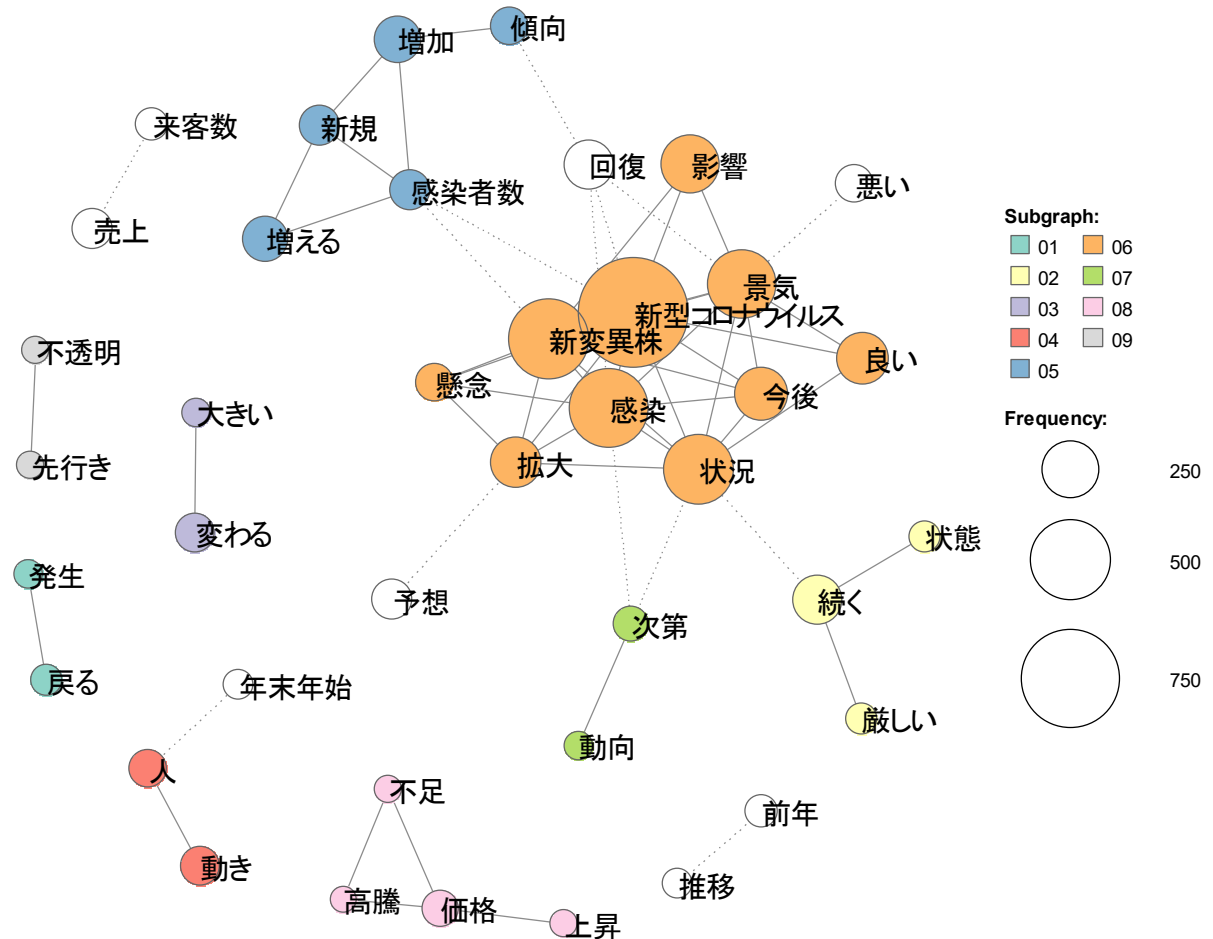 増加
傾向
来客数
新規
回復
影響
感染者数
悪い
売上
増える
景気
新型コロナウイルス
新変異株
不透明
良い
懸念
今後
大きい
感染
先行き
拡大
状況
変わる
状態
発生
予想
続く
次第
戻る
年末年始
厳しい
動向
人
不足
前年
動き
推移
高騰
価格
上昇
Subgraph:
01
06
02
07
03
08
04
09
05
Frequency:
250
500
750